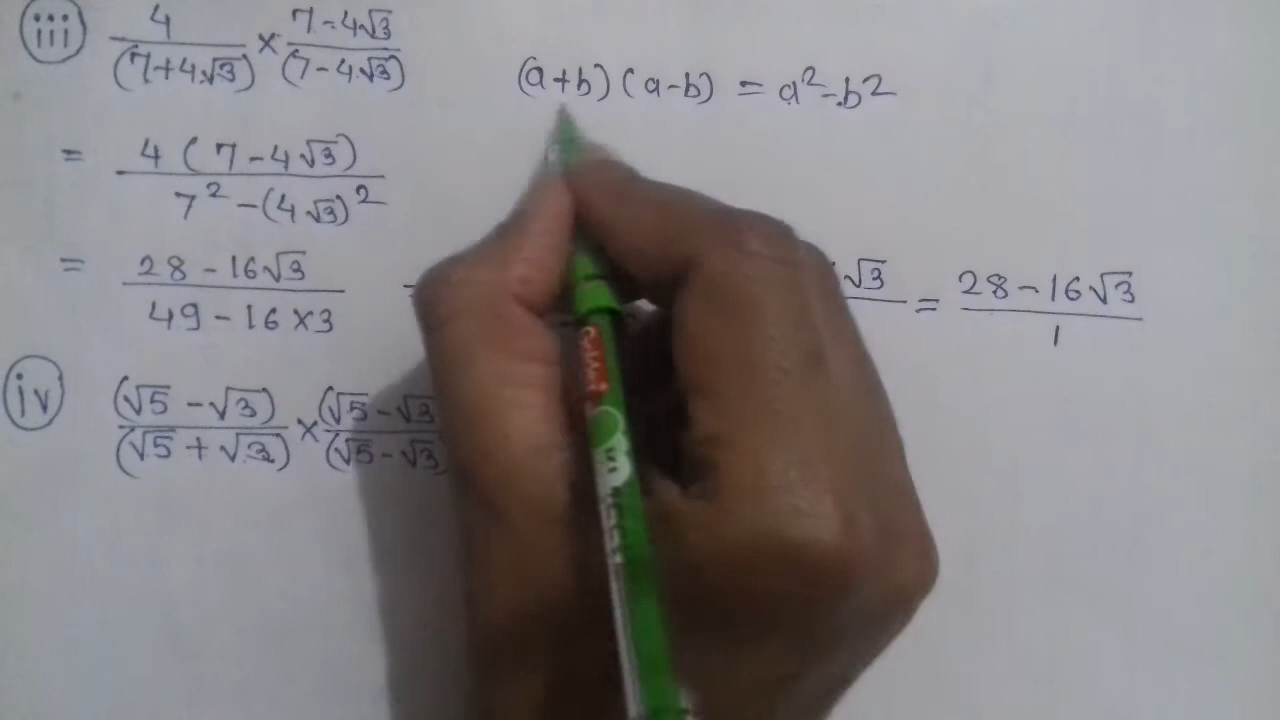 iii 4/(7+4√3) × 7-4√3/(7-4√3)
(a+b)(a-b) = a²-b²
= 4(7-4√3)/7²-(4√3)²
= 28-16√3/49-16×3 √3 = 28-16√3/1
iv (√5-√3)/(√5+√3) × (√5-√3/(√5-√3)